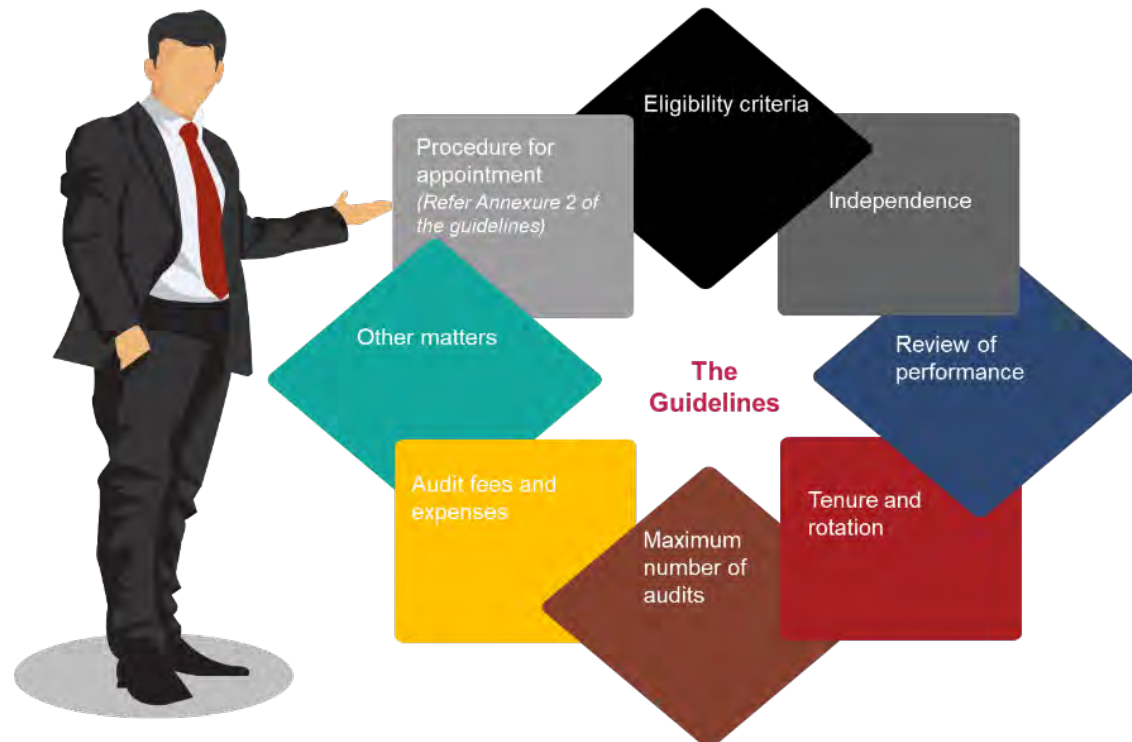 Eligibility criteria
Procedure for
appointment
(Refer Annexure 2 of
the guidelines)
Independence
Other matters
The
Guidelines
Review of
performance
Audit fees and
expenses
Maximum
number of
audits
Tenure and
rotation